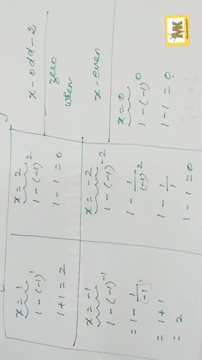 x=1
1-(-1)¹
1+1=2
x=2
1-(-1)²
1-1=0
x=-1
1-(-1)⁻¹
=1-1/(-1)¹
=1+1
=2
x=-2
1-(-1)⁻²
1-1/(-1)²
1-1/1
1-1=0
x-odd-2
zero
when
x-even
x=0
1-(-1)⁰
1-1=0
MK